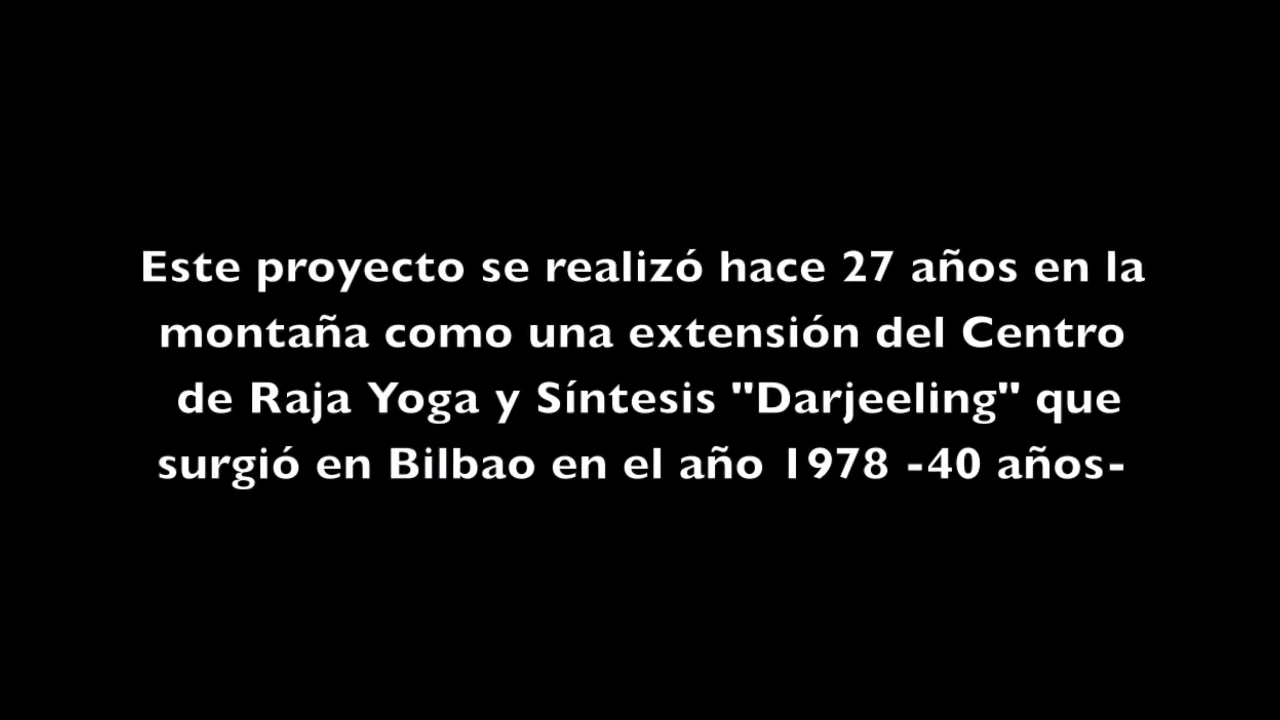 Este proyecto se realizó hace 27 años en la
montaña como una extensión del Centro
de Raja Yoga y Síntesis "Darjeeling" que
surgió en Bilbao en el año 1978 -40 años-